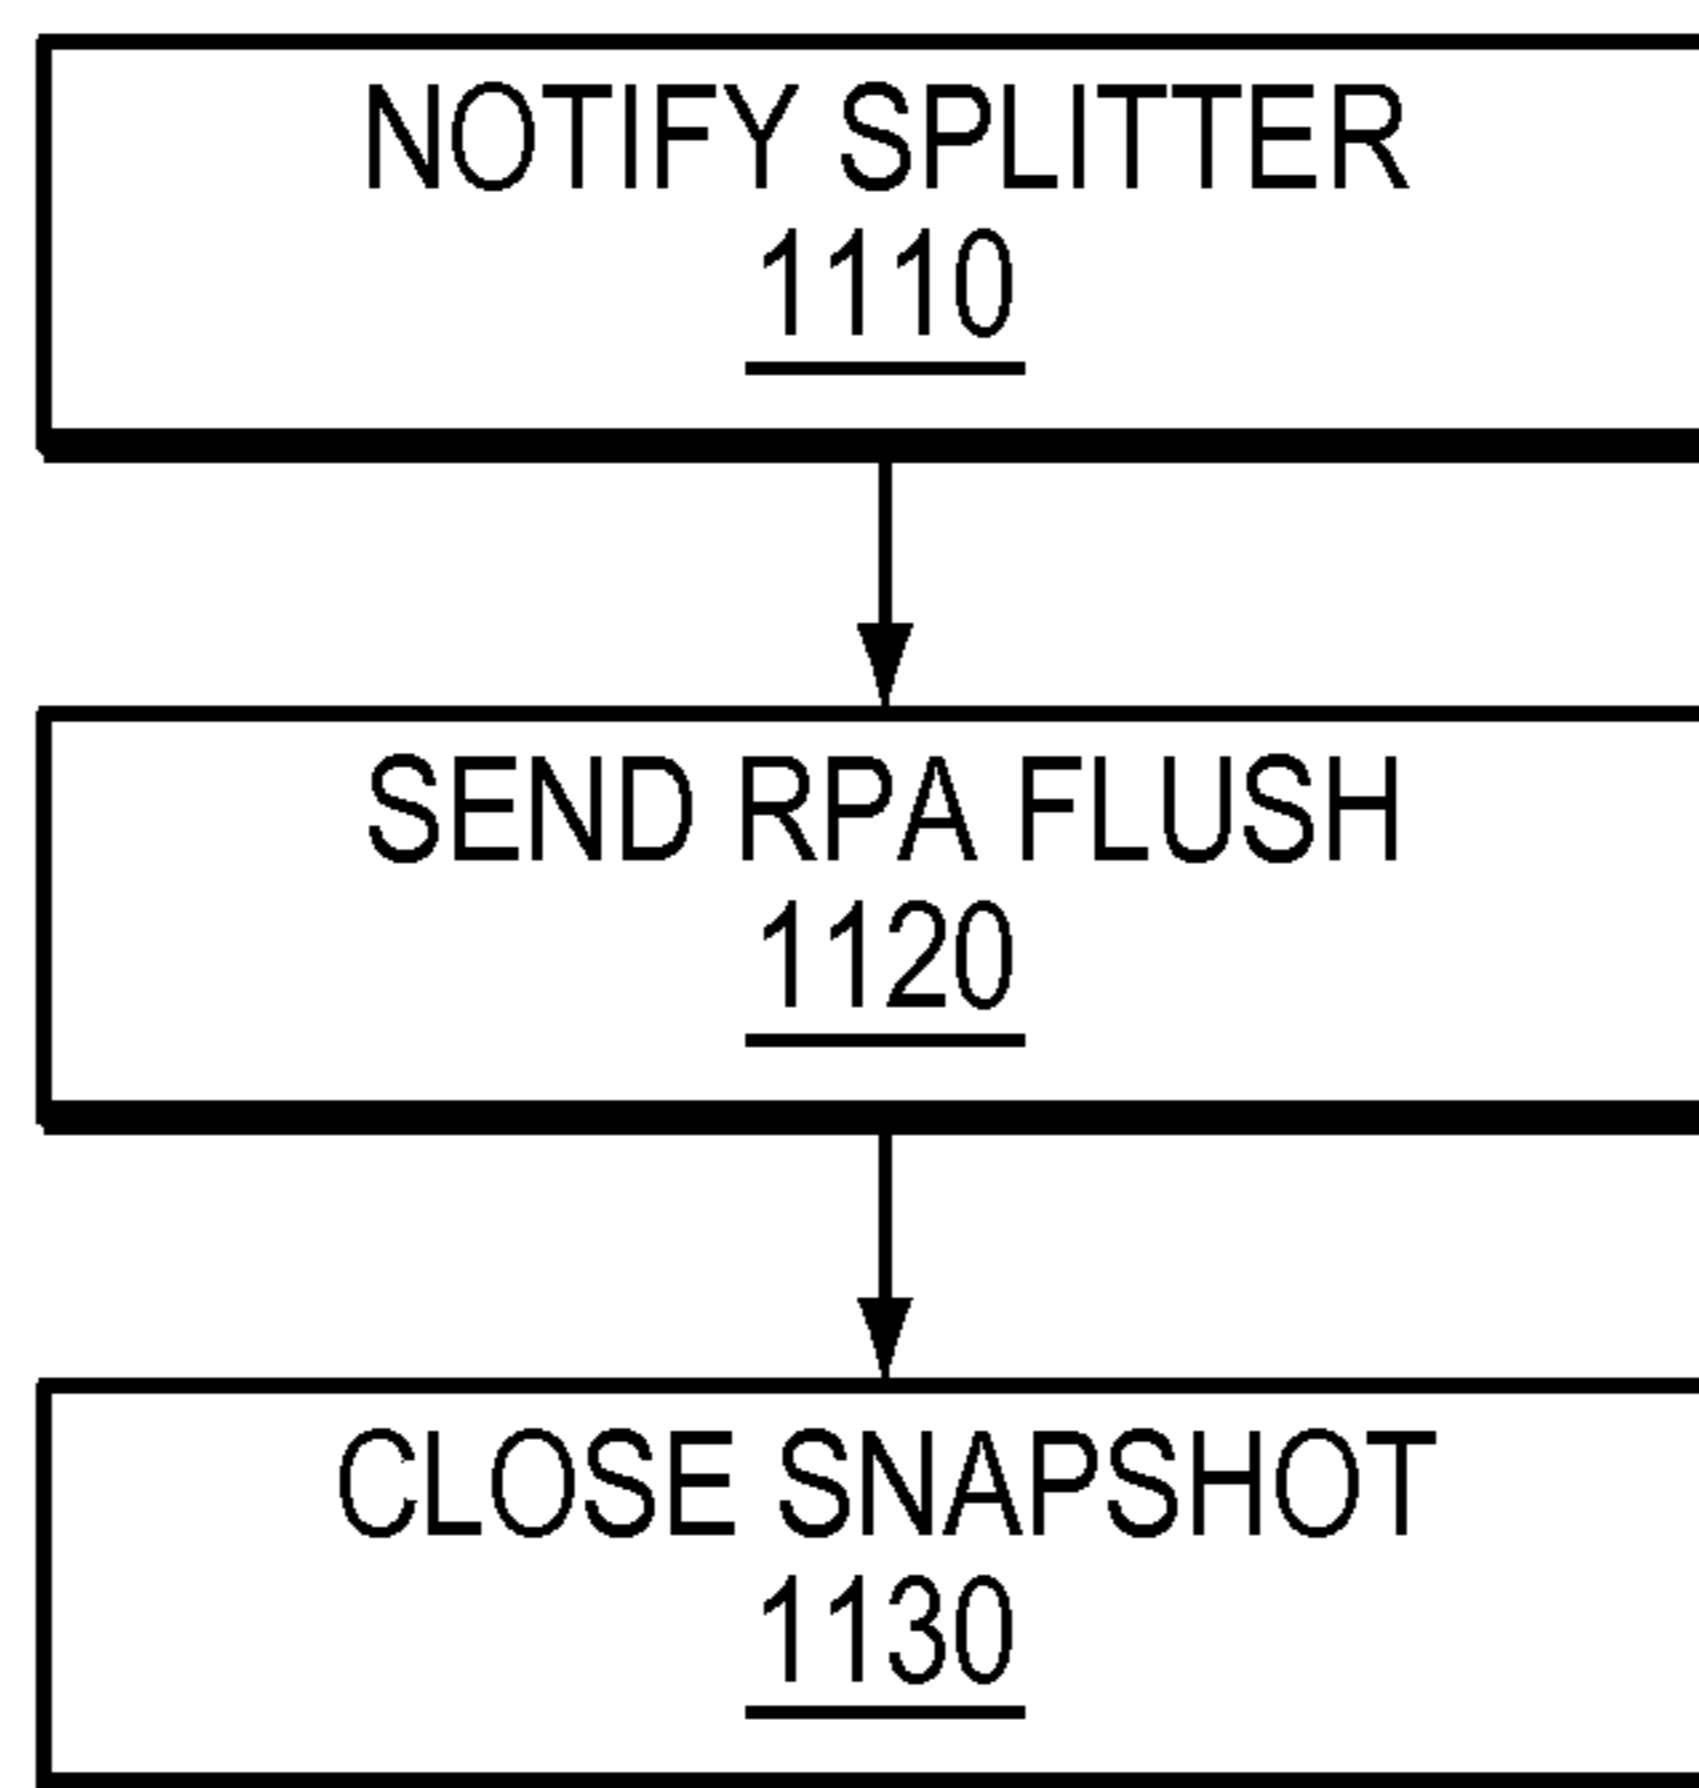 NOTIFY SPLITTER
1110
SEND RPA FLUSH
1120
CLOSE SNAPSHOT
1130